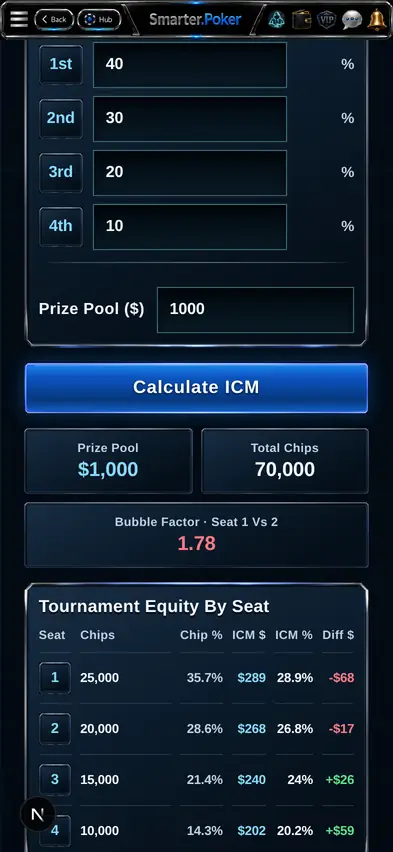 Back
Hub
Smarter.Poker
VIP
1st 40 %
2nd 30 %
3rd 20 %
4th 10 %
Prize Pool ($) 1000
Calculate ICM
Prize Pool
$1,000
Total Chips
70,000
Bubble Factor · Seat 1 Vs 2
1.78
Tournament Equity By Seat
Seat Chips Chip % ICM $ ICM % Diff $
1 25,000 35.7% $289 28.9% -$68
2 20,000 28.6% $268 26.8% -$17
3 15,000 21.4% $240 24% +$26
N
4 10,000 14.3% $202 20.2% +$59